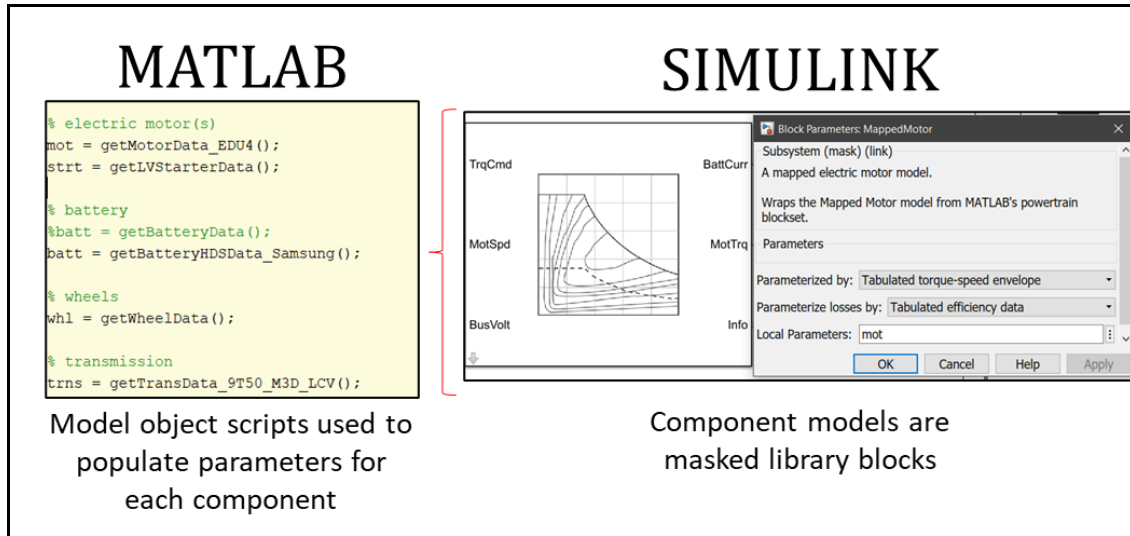 MATLAB
% electric motor(s)
mot = getMotorData_EDU4();
strt = getLVStarterData();
% battery
%batt = getBatteryData();
batt = getBatteryHDSData_Samsung();
% wheels
whl = getWheelData();
% transmission
trns = getTransData_9T50_M3D_LCV();
Model object scripts used to
populate parameters for
each component
SIMULINK
TrqCmd
MotSpd
BusVolt
BattCurr
MotTrq
Info
Block Parameters: MappedMotor
Subsystem (mask) (link)
A mapped electric motor model.
Wraps the Mapped Motor model from MATLAB's powertrain
blockset.
Parameters
Parameterized by: Tabulated torque-speed envelope
Parameterize losses by: Tabulated efficiency data
Local Parameters: mot
OK Cancel Help Apply
Component models are
masked library blocks